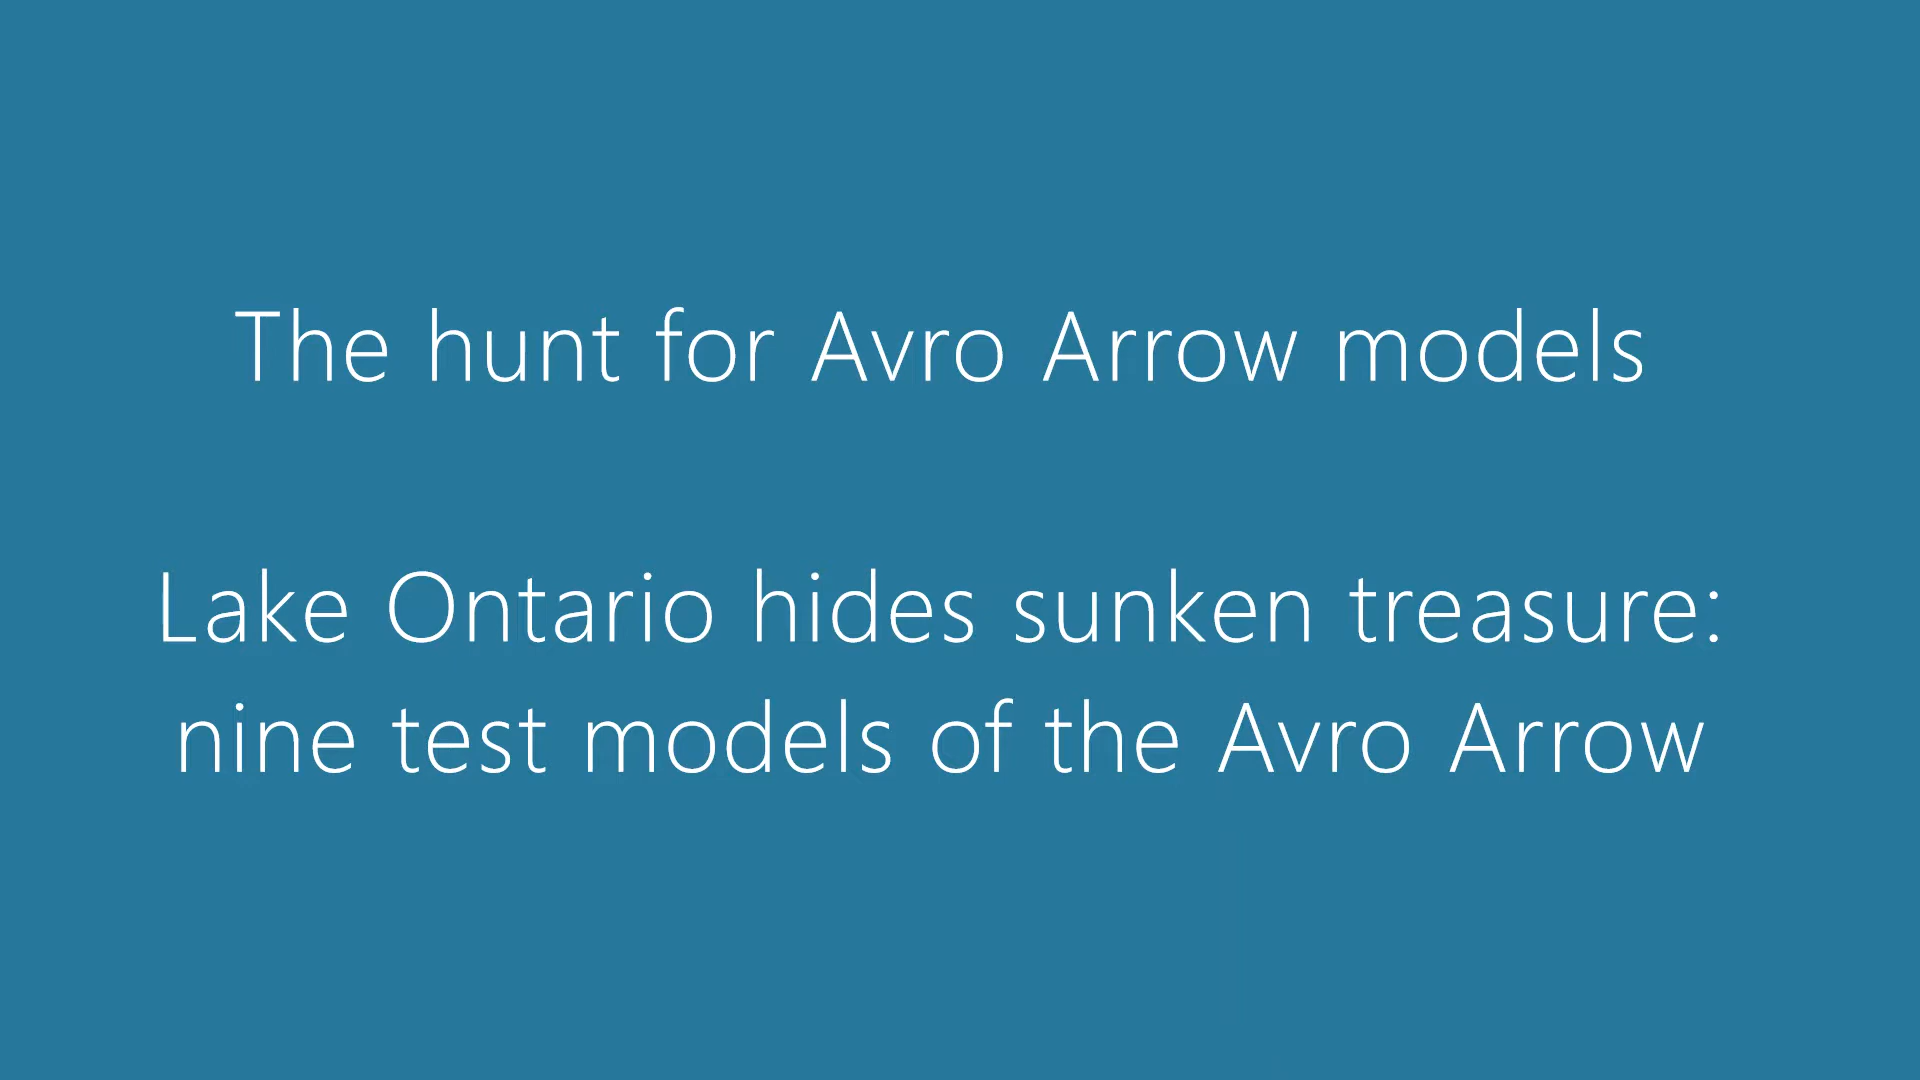 The hunt for Avro Arrow models
Lake Ontario hides sunken treasure:
nine test models of the Avro Arrow